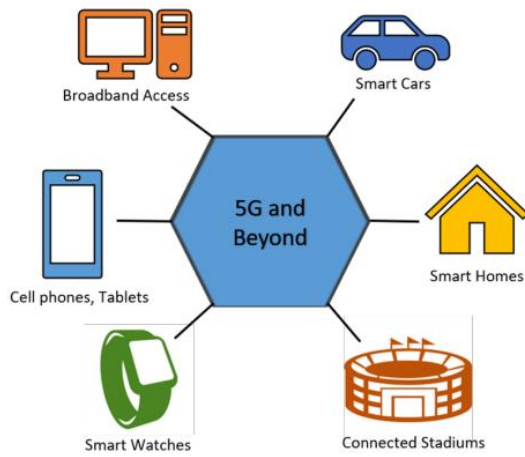 Broadband Access
Smart Cars
5G and
Beyond
Cell phones, Tablets
Smart Homes
Smart Watches
Connected Stadiums